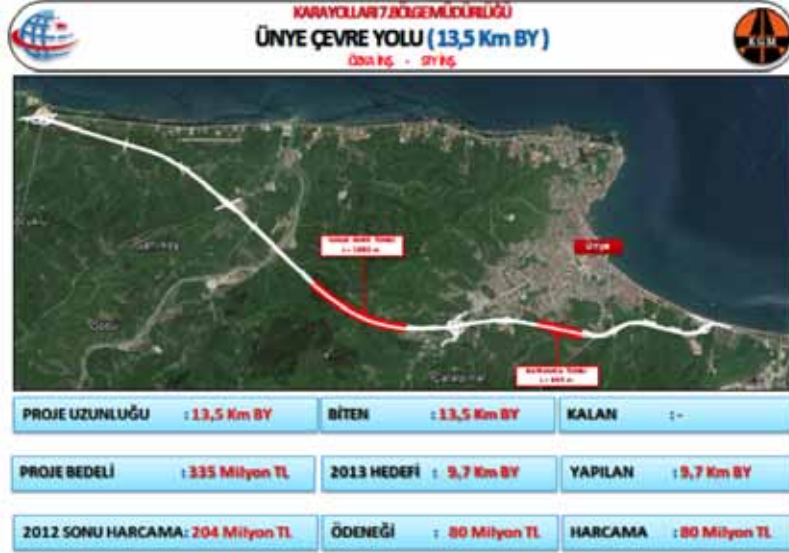 KARAYOLLARI 7.BÖLGE MÜDÜRLÜĞÜ
ÜNYE ÇEVRE YOLU ( 13,5 Km BY )
KGM
ÜNYE
PROJE UZUNLUĞU : 13,5 Km BY
BİTEN : 13,5 Km BY
KALAN : -
PROJE BEDELİ : 335 Milyon TL
2013 HEDEFİ : 9,7 Km BY
YAPILAN : 9,7 Km BY
2012 SONU HARCAMA: 204 Milyon TL
ÖDENEĞİ : 80 Milyon TL
HARCAMA : 80 Milyon TL